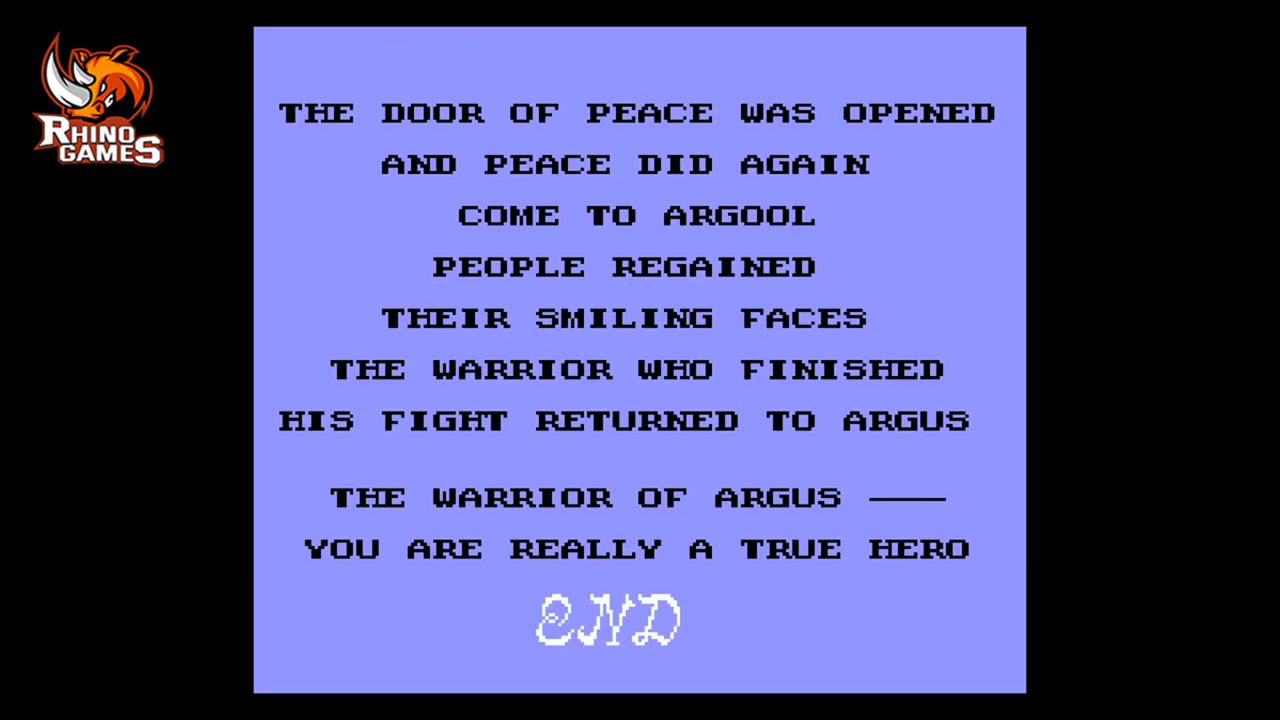 RHINO
GAMES
THE DOOR OF PEACE WAS OPENED
AND PEACE DID AGAIN
COME TO ARGOOL
PEOPLE REGAINED
THEIR SMILING FACES
THE WARRIOR WHO FINISHED
HIS FIGHT RETURNED TO ARGUS
THE WARRIOR OF ARGUS ——
YOU ARE REALLY A TRUE HERO
END